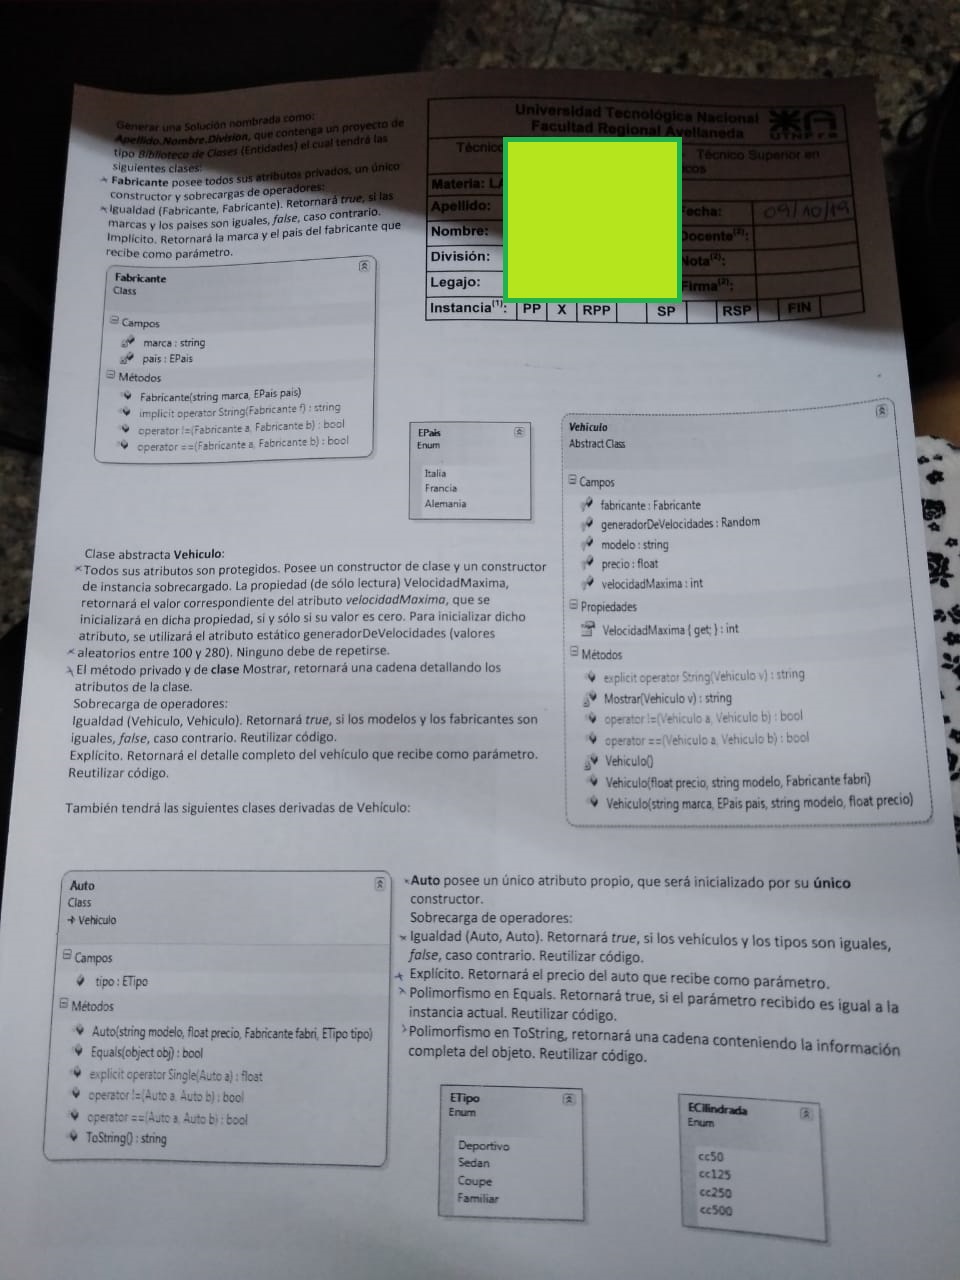 Generar una Solución nombrada como:
Apellido.Nombre.Division, que contenga un proyecto de
tipo Biblioteca de Clases (Entidades) el cual tendrá las
siguientes clases:
Fabricante posee todos sus atributos privados, un único
constructor y sobrecargas de operadores:
Igualdad (Fabricante, Fabricante). Retornará true, si las
marcas y los paises son iguales, false, caso contrario.
Implícito. Retornará la marca y el pais del fabricante que
recibe como parámetro.
Universidad Tecnológica Nacional
Facultad Regional Avellaneda
UTNFra
Técnico
Técnico Superior en
Materia: LA
Apellido:
Fecha: 09/10/19
Nombre:
Docente(2):
División:
Nota(2):
Legajo:
Firma(2):
Instancia(1): PP X RPP SP RSP FIN
Fabricante
Class
Campos
marca : string
pais : EPais
Métodos
Fabricante(string marca, EPais pais)
implicit operator String(Fabricante f) : string
operator !=(Fabricante a, Fabricante b) : bool
operator ==(Fabricante a, Fabricante b) : bool
EPais
Enum
Italia
Francia
Alemania
Vehiculo
Abstract Class
Campos
fabricante : Fabricante
generadorDeVelocidades : Random
modelo : string
precio : float
velocidadMaxima : int
Propiedades
VelocidadMaxima { get; } : int
Métodos
explicit operator String(Vehiculo v) : string
Mostrar(Vehiculo v) : string
operator !=(Vehiculo a, Vehiculo b) : bool
operator ==(Vehiculo a, Vehiculo b) : bool
Vehiculo()
Vehiculo(float precio, string modelo, Fabricante fabri)
Vehiculo(string marca, EPais pais, string modelo, float precio)
Clase abstracta Vehiculo:
Todos sus atributos son protegidos. Posee un constructor de clase y un constructor
de instancia sobrecargado. La propiedad (de sólo lectura) VelocidadMaxima,
retornará el valor correspondiente del atributo velocidadMaxima, que se
inicializará en dicha propiedad, si y sólo si su valor es cero. Para inicializar dicho
atributo, se utilizará el atributo estático generadorDeVelocidades (valores
aleatorios entre 100 y 280). Ninguno debe de repetirse.
El método privado y de clase Mostrar, retornará una cadena detallando los
atributos de la clase.
Sobrecarga de operadores:
Igualdad (Vehiculo, Vehiculo). Retornará true, si los modelos y los fabricantes son
iguales, false, caso contrario. Reutilizar código.
Explícito. Retornará el detalle completo del vehículo que recibe como parámetro.
Reutilizar código.
También tendrá las siguientes clases derivadas de Vehículo:
Auto
Class
Vehiculo
Campos
tipo : ETipo
Métodos
Auto(string modelo, float precio, Fabricante fabri, ETipo tipo)
Equals(object obj) : bool
explicit operator Single(Auto a) : float
operator !=(Auto a, Auto b) : bool
operator ==(Auto a, Auto b) : bool
ToString() : string
Auto posee un único atributo propio, que será inicializado por su único
constructor.
Sobrecarga de operadores:
Igualdad (Auto, Auto). Retornará true, si los vehículos y los tipos son iguales,
false, caso contrario. Reutilizar código.
Explícito. Retornará el precio del auto que recibe como parámetro.
Polimorfismo en Equals. Retornará true, si el parámetro recibido es igual a la
instancia actual. Reutilizar código.
Polimorfismo en ToString, retornará una cadena conteniendo la información
completa del objeto. Reutilizar código.
ETipo
Enum
Deportivo
Sedan
Coupe
Familiar
ECilindrada
Enum
cc50
cc125
cc250
cc500